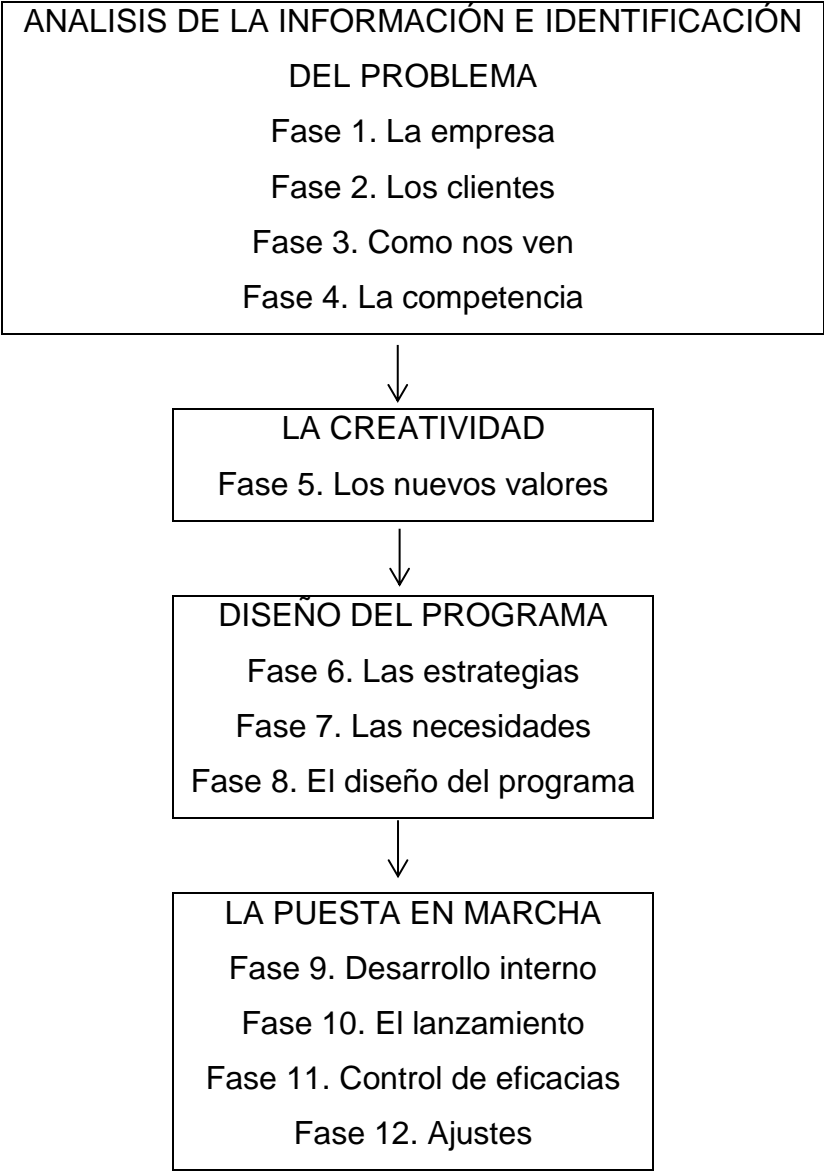 ANALISIS DE LA INFORMACIÓN E IDENTIFICACIÓN
DEL PROBLEMA
Fase 1. La empresa
Fase 2. Los clientes
Fase 3. Como nos ven
Fase 4. La competencia
LA CREATIVIDAD
Fase 5. Los nuevos valores
DISEÑO DEL PROGRAMA
Fase 6. Las estrategias
Fase 7. Las necesidades
Fase 8. El diseño del programa
LA PUESTA EN MARCHA
Fase 9. Desarrollo interno
Fase 10. El lanzamiento
Fase 11. Control de eficacias
Fase 12. Ajustes